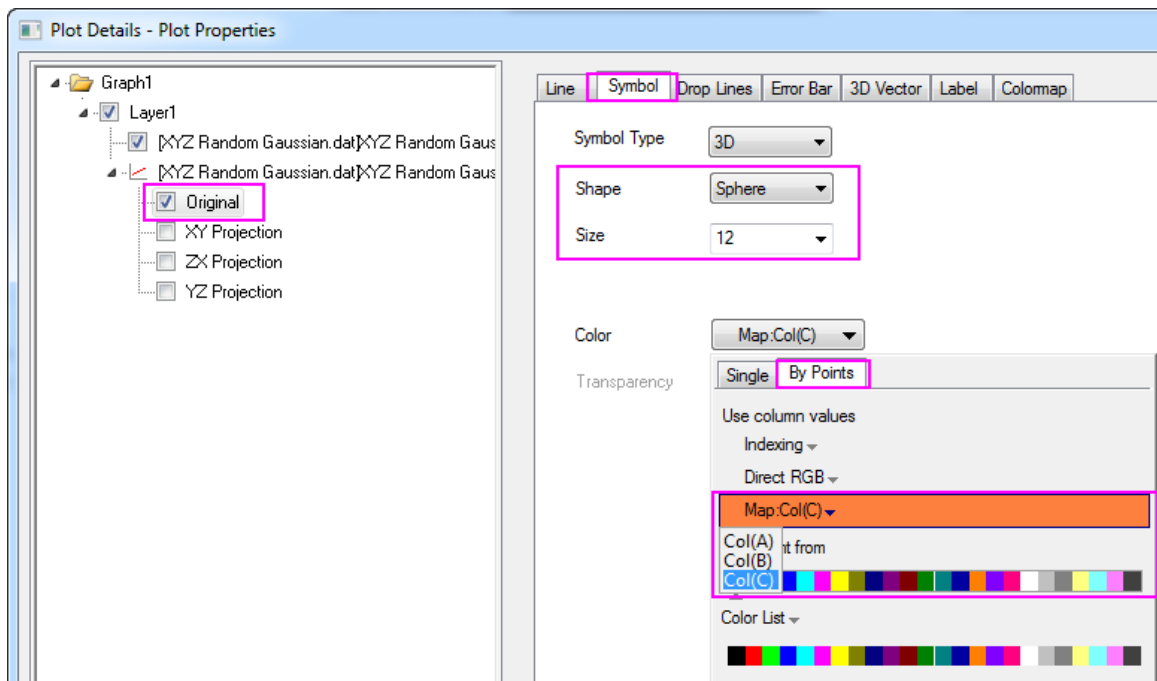 Plot Details - Plot Properties
Graph1
Layer1
[XYZ Random Gaussian.dat]XYZ Random Gaus
[XYZ Random Gaussian.dat]XYZ Random Gaus
Original
XY Projection
ZX Projection
YZ Projection
Line Symbol Drop Lines Error Bar 3D Vector Label Colormap
Symbol Type 3D
Shape Sphere
Size 12
Color Map:Col(C)
Transparency
Single By Points
Use column values
Indexing
Direct RGB
Map:Col(C)
Col(A)
nt from
Col(B)
Col(C)
Color List